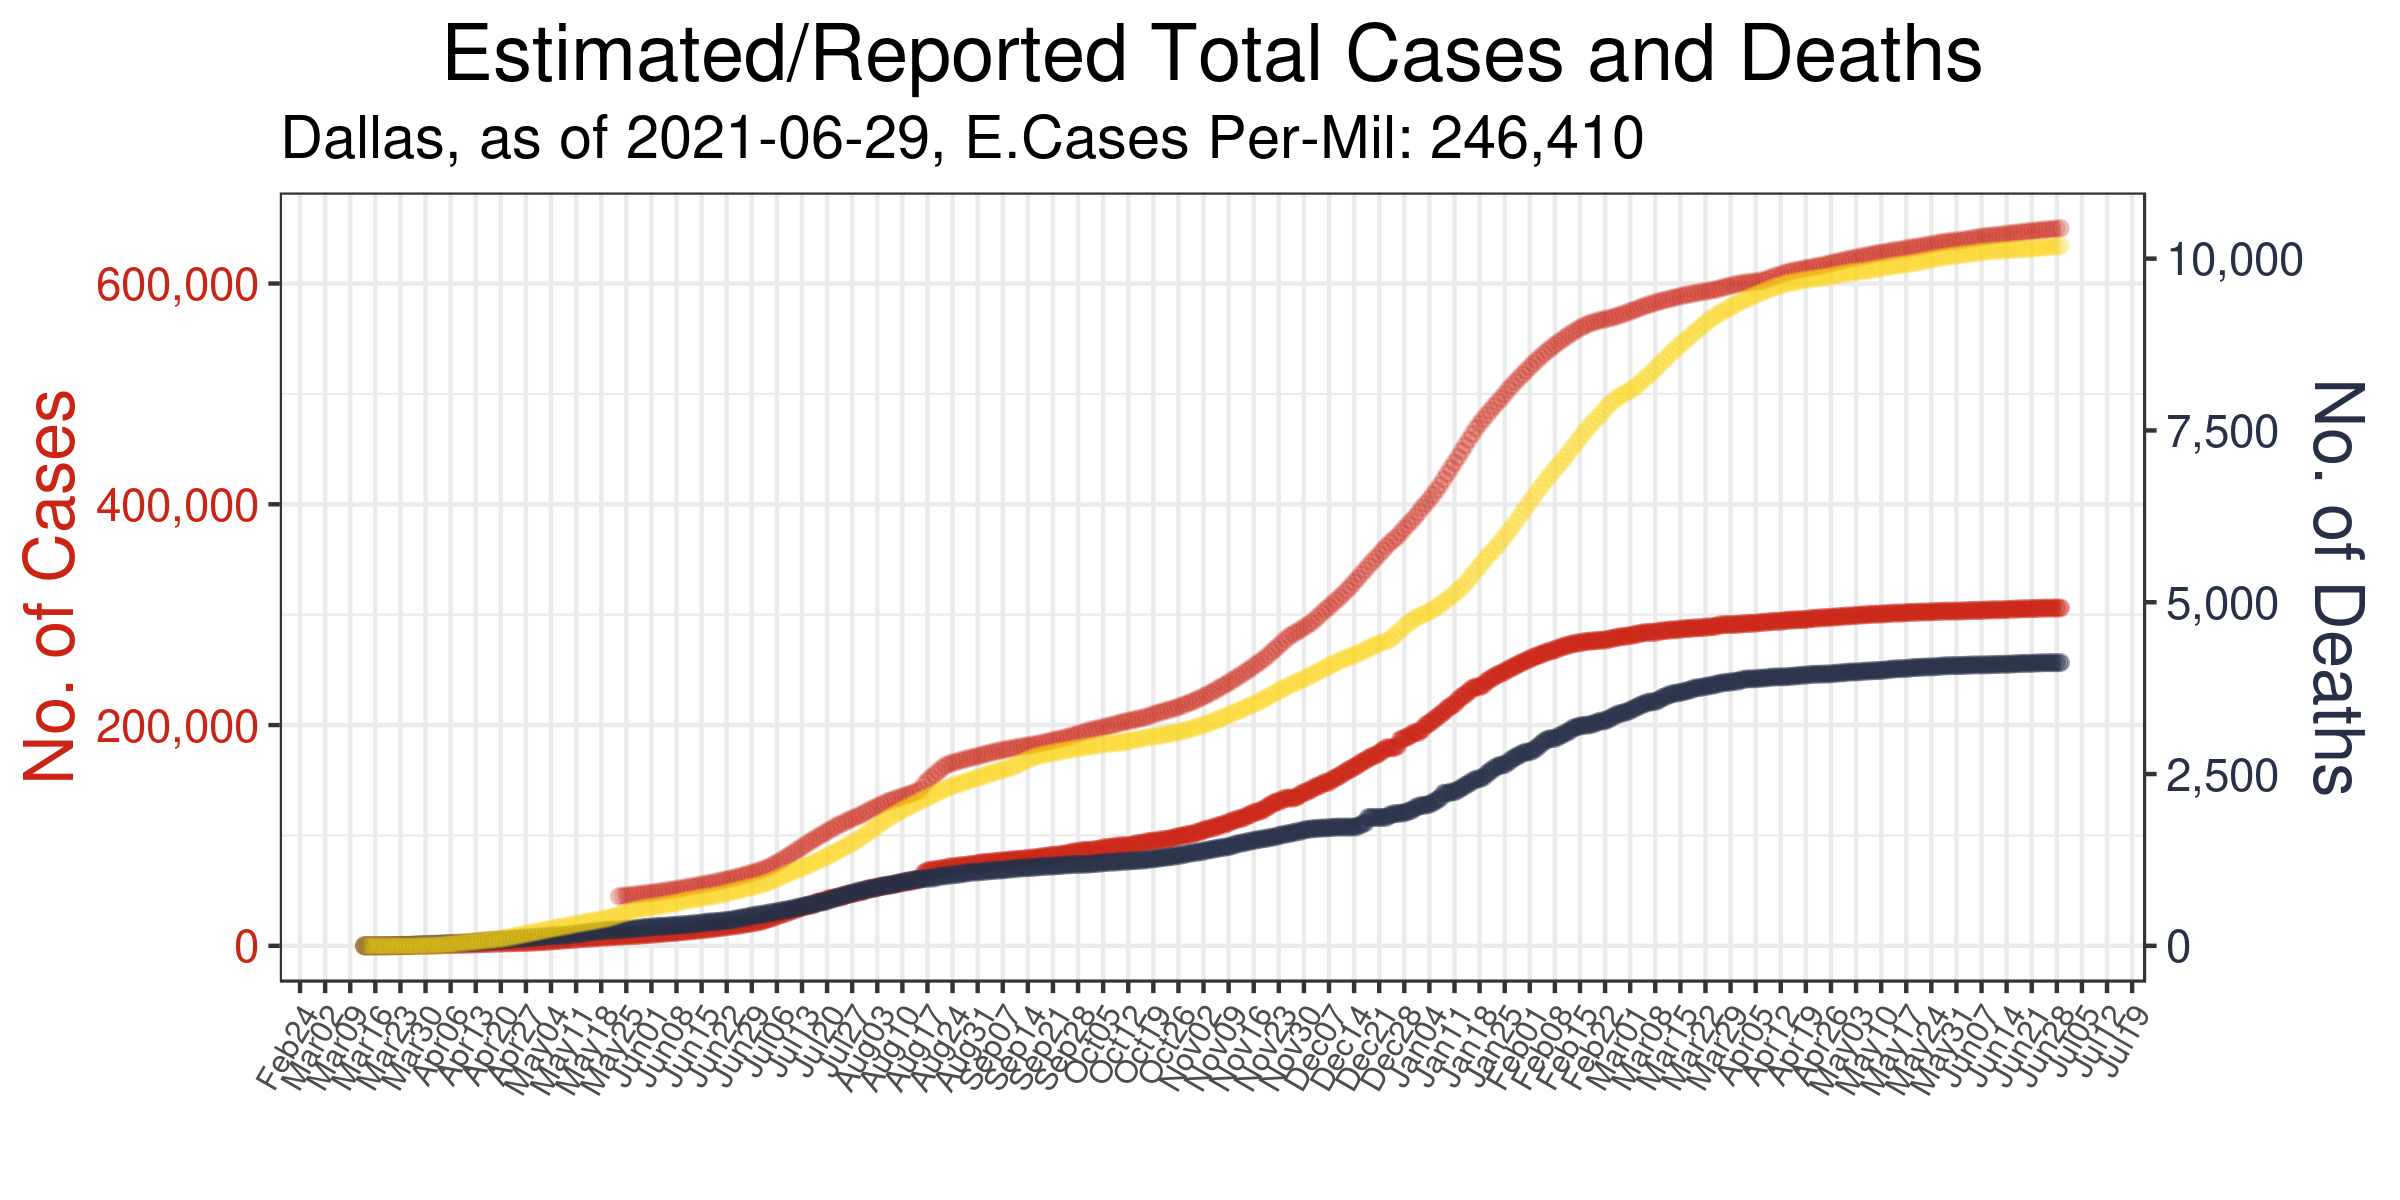 Estimated/Reported Total Cases and Deaths
Dallas, as of 2021-06-29, E.Cases Per-Mil: 246,410
No. of Cases
600,000
400,000
200,000
0
10,000
7,500
5,000
2,500
0
No. of Deaths
Feb24
Mar02
Mar09
Mar16
Mar23
Mar30
Apr06
Apr13
Apr20
Apr27
May04
May11
May18
May25
Jun01
Jun08
Jun15
Jun22
Jun29
Jul06
Jul13
Jul20
Jul27
Aug03
Aug10
Aug17
Aug24
Aug31
Sep07
Sep14
Sep21
Sep28
Oct05
Oct12
Oct19
Oct26
Nov02
Nov09
Nov16
Nov23
Nov30
Dec07
Dec14
Dec21
Dec28
Jan04
Jan11
Jan18
Jan25
Feb01
Feb08
Feb15
Feb22
Mar01
Mar08
Mar15
Mar22
Mar29
Apr05
Apr12
Apr19
Apr26
May03
May10
May17
May24
May31
Jun07
Jun14
Jun21
Jun28
Jul05
Jul12
Jul19